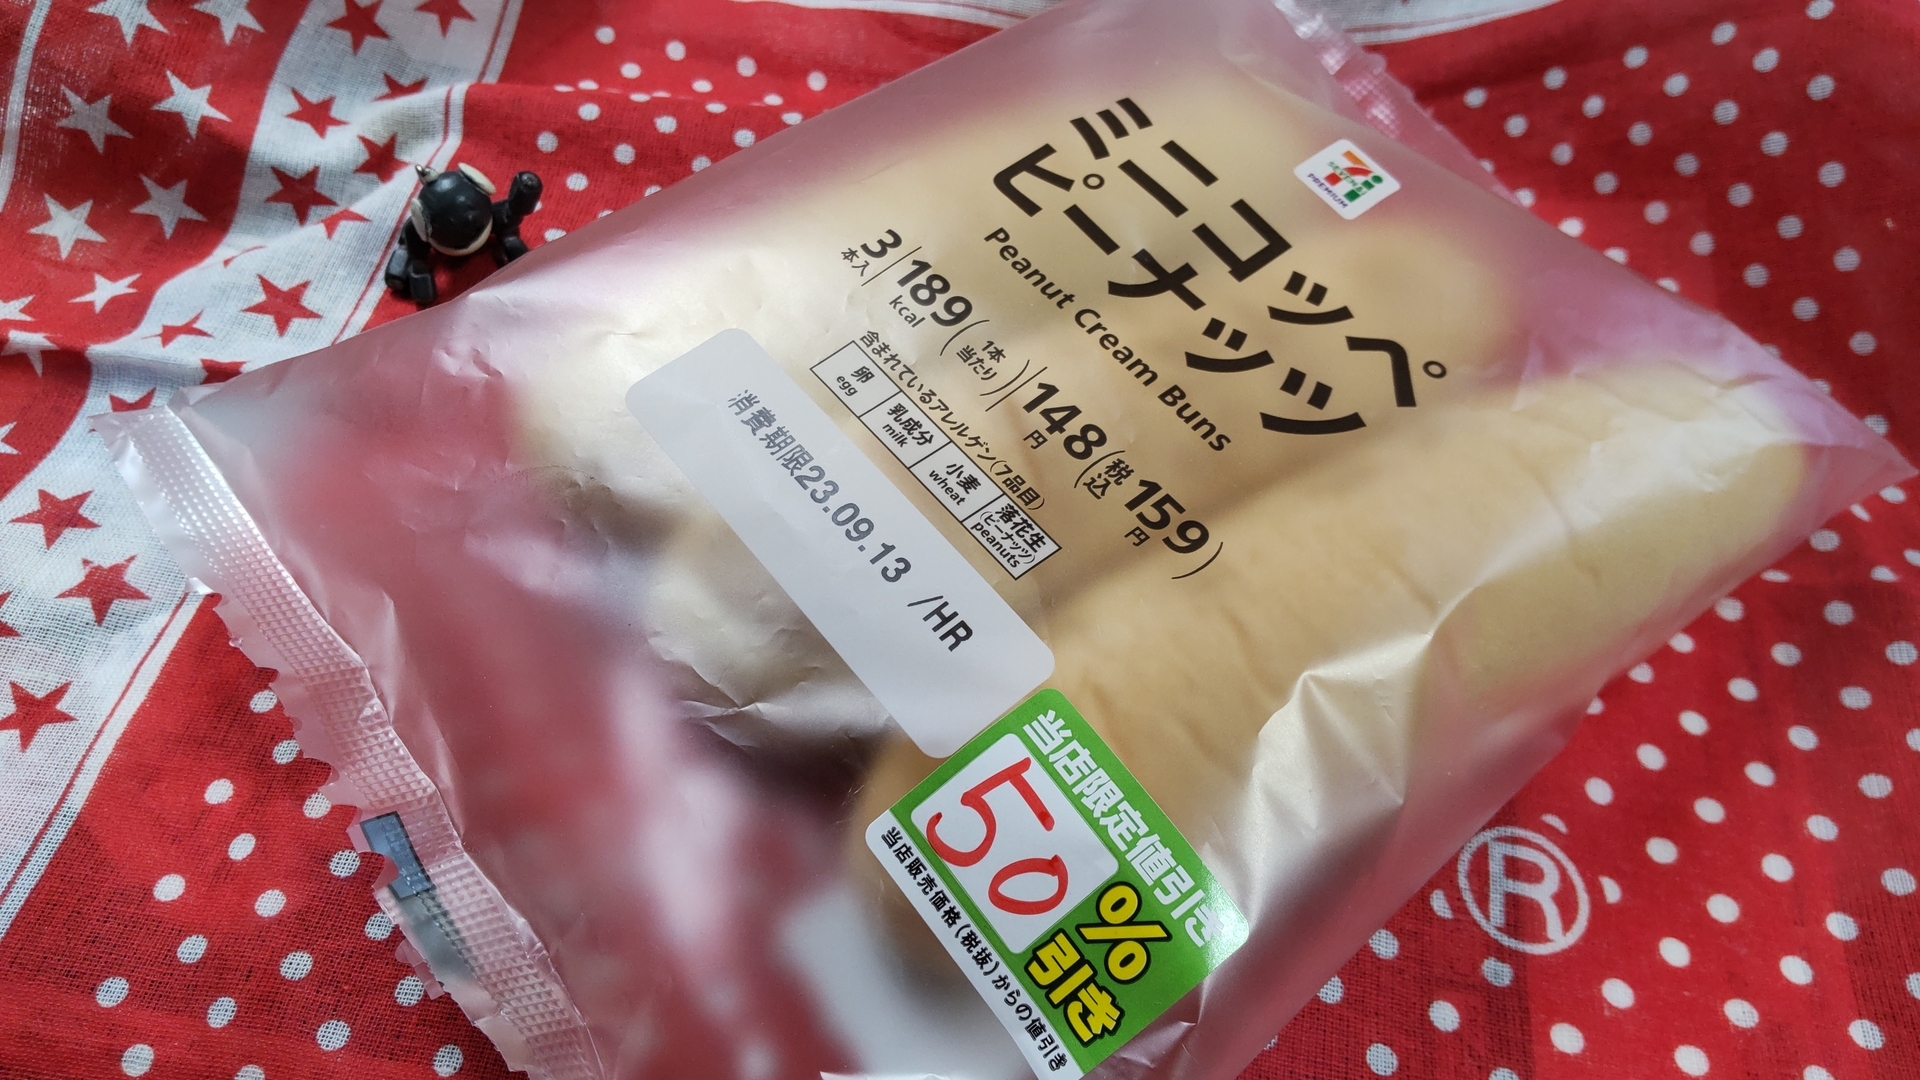 ミニコッペ
ピーナッツ
Peanut Cream Buns
7
SEVEN & i
PREMIUM
3本入 189kcal (1本当たり) 148円 (税込159円)
含まれているアレルゲン(7品目)
卵 乳成分 小麦 落花生(ピーナッツ)
egg milk wheat peanuts
消費期限23.09.13 /HR
当店限定値引き
50%引き
当店販売価格(税抜)からの値引き
R